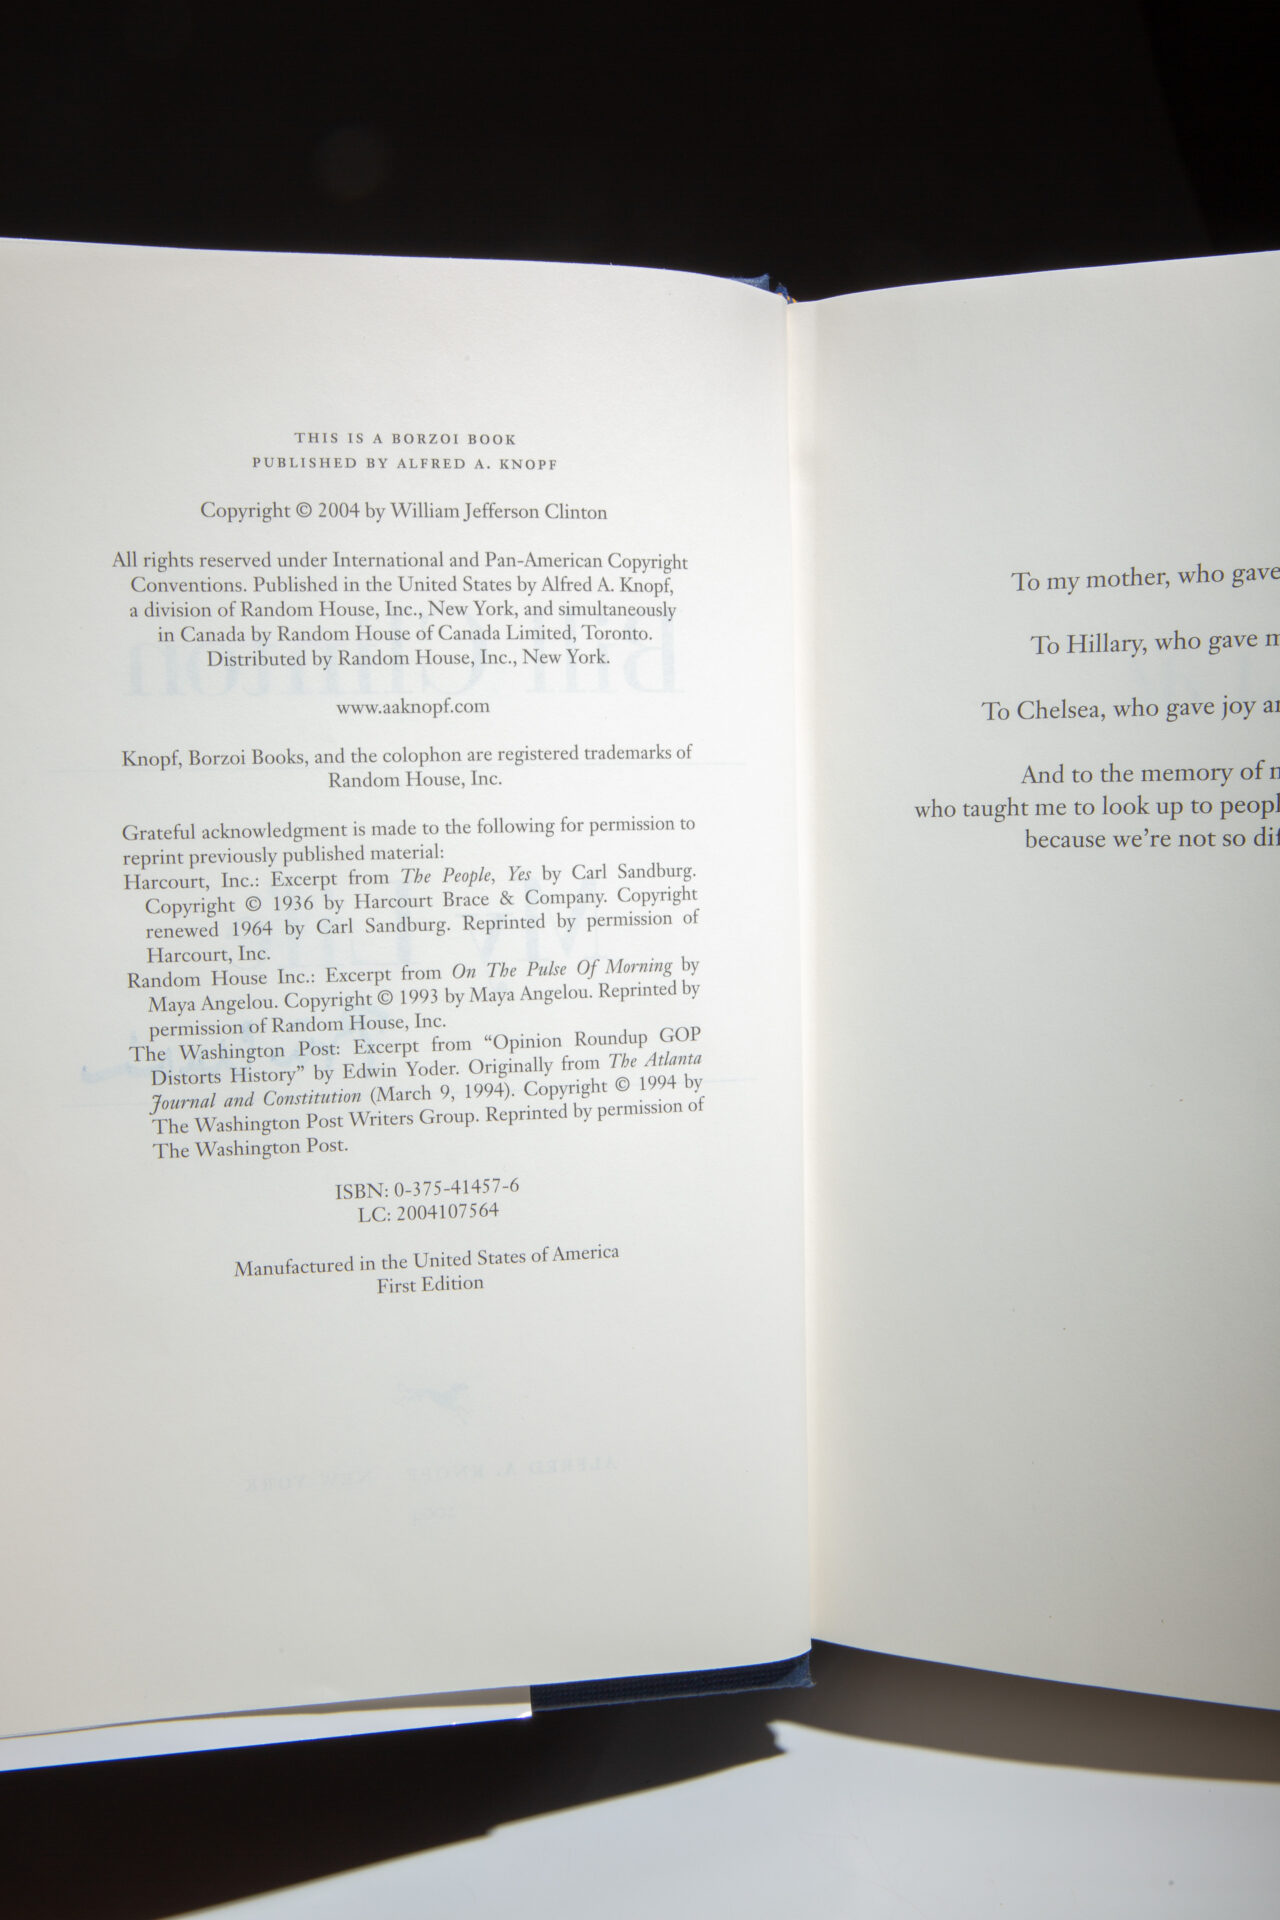 THIS IS A BORZOI BOOK
PUBLISHED BY ALFRED A. KNOPF
Copyright © 2004 by William Jefferson Clinton
All rights reserved under International and Pan-American Copyright
Conventions. Published in the United States by Alfred A. Knopf,
a division of Random House, Inc., New York, and simultaneously
in Canada by Random House of Canada Limited, Toronto.
Distributed by Random House, Inc., New York.
www.aaknopf.com
Knopf, Borzoi Books, and the colophon are registered trademarks of
Random House, Inc.
Grateful acknowledgment is made to the following for permission to
reprint previously published material:
Harcourt, Inc.: Excerpt from The People, Yes by Carl Sandburg.
Copyright © 1936 by Harcourt Brace & Company. Copyright
renewed 1964 by Carl Sandburg. Reprinted by permission of
Harcourt, Inc.
Random House Inc.: Excerpt from On The Pulse Of Morning by
Maya Angelou. Copyright © 1993 by Maya Angelou. Reprinted by
permission of Random House, Inc.
The Washington Post: Excerpt from “Opinion Roundup GOP
Distorts History” by Edwin Yoder. Originally from The Atlanta
Journal and Constitution (March 9, 1994). Copyright © 1994 by
The Washington Post Writers Group. Reprinted by permission of
The Washington Post.
ISBN: 0-375-41457-6
LC: 2004107564
Manufactured in the United States of America
First Edition
To my mother, who gave
To Hillary, who gave
To Chelsea, who gave joy
And to the memory of
who taught me to look up to
because we’re not so